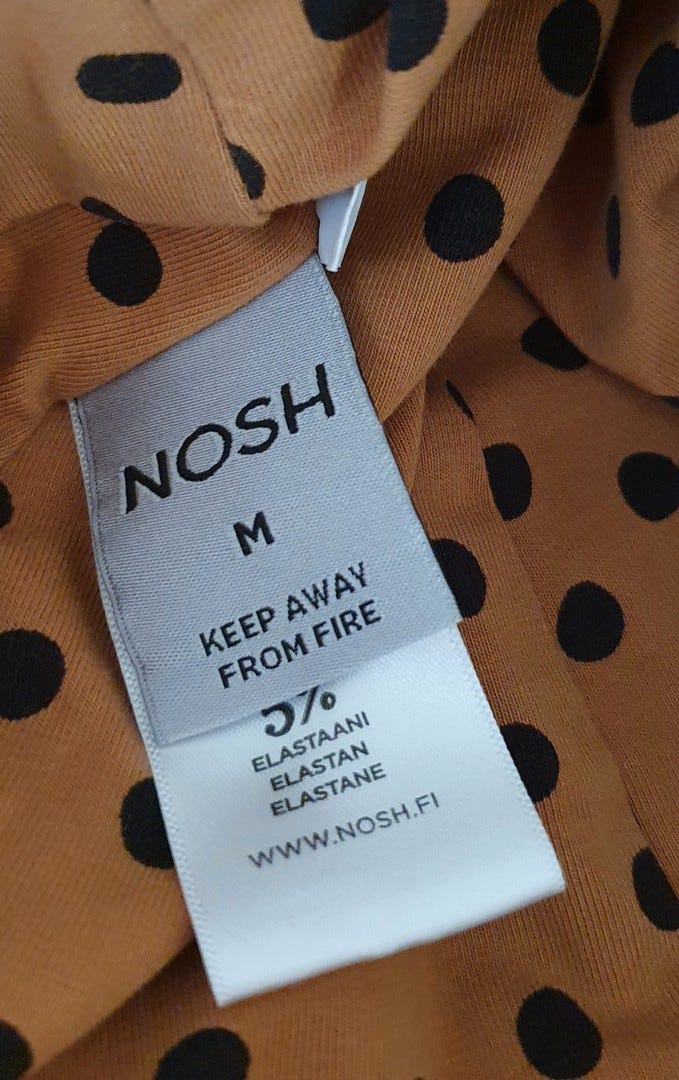 NOSH
M
KEEP AWAY
FROM FIRE
5%
ELASTAANI
ELASTAN
ELASTANE
WWW.NOSH.FI